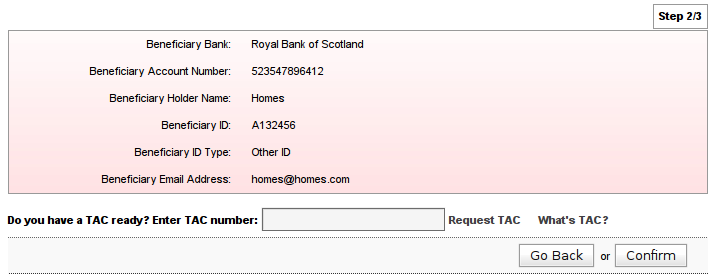 Step 2/3
Beneficiary Bank: Royal Bank of Scotland
Beneficiary Account Number: 523547896412
Beneficiary Holder Name: Homes
Beneficiary ID: A132456
Beneficiary ID Type: Other ID
Beneficiary Email Address: homes@homes.com
Do you have a TAC ready? Enter TAC number: Request TAC What's TAC?
Go Back or Confirm